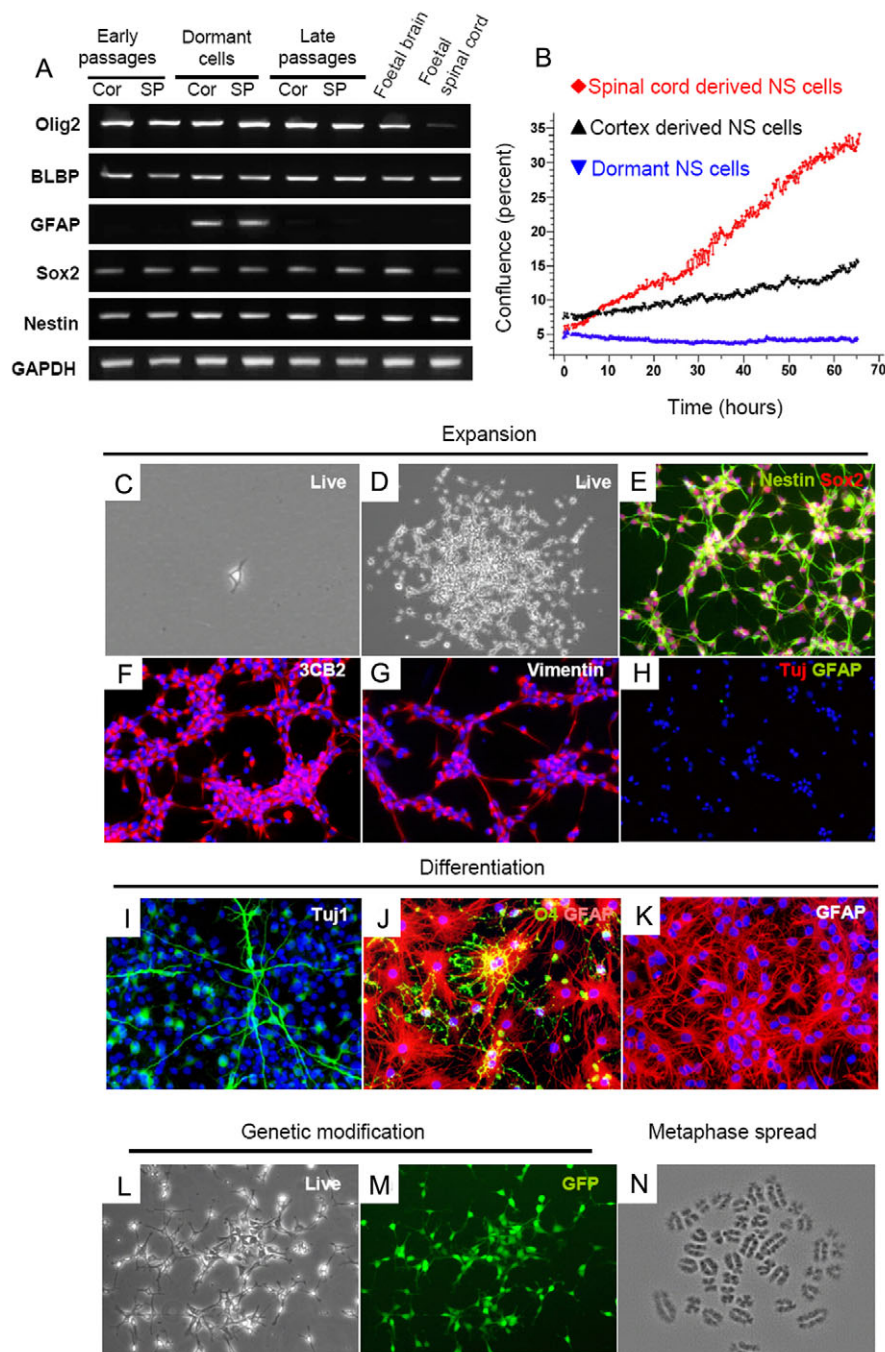 A
Early passages
Dormant cells
Late passages
Foetal brain
Foetal spinal cord
Cor SP Cor SP Cor SP
Olig2
BLBP
GFAP
Sox2
Nestin
GAPDH
B
Spinal cord derived NS cells
Cortex derived NS cells
Dormant NS cells
Confluence (percent)
35
30
25
20
15
10
5
0 10 20 30 40 50 60 70
Time (hours)
Expansion
C Live
D Live
E Nestin Sox2
F 3CB2
G Vimentin
H Tuj GFAP
Differentiation
I Tuj1
J O4 GFAP
K GFAP
Genetic modification
Metaphase spread
L Live
M GFP
N